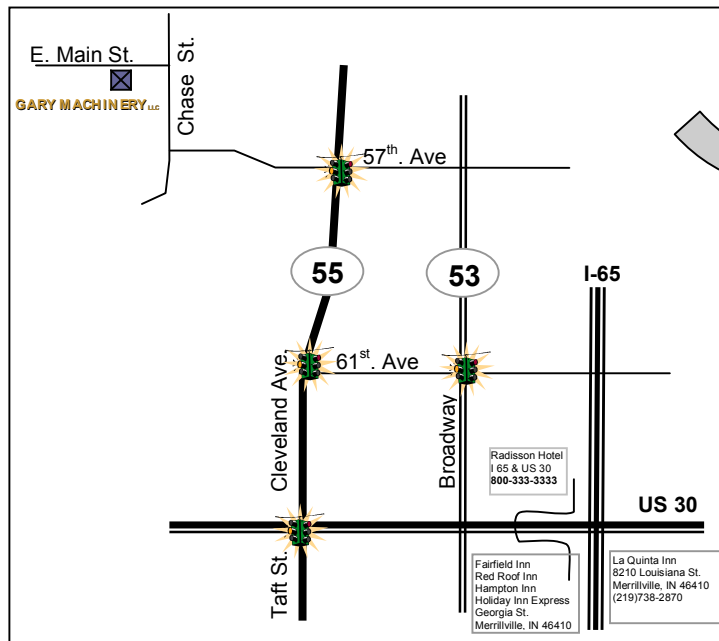 E. Main St.
Chase St.
GARY MACHINERY LLC
57th. Ave
55
53
I-65
61st. Ave
Cleveland Ave,
Broadway
Radisson Hotel
I 65 & US 30
800-333-3333
US 30
Taft St.
Fairfield Inn
Red Roof Inn
Hampton Inn
Holiday Inn Express
Georgia St.
Merrillville, IN 46410
La Quinta Inn
8210 Louisiana St.
Merrillville, IN 46410
(219)738-2870